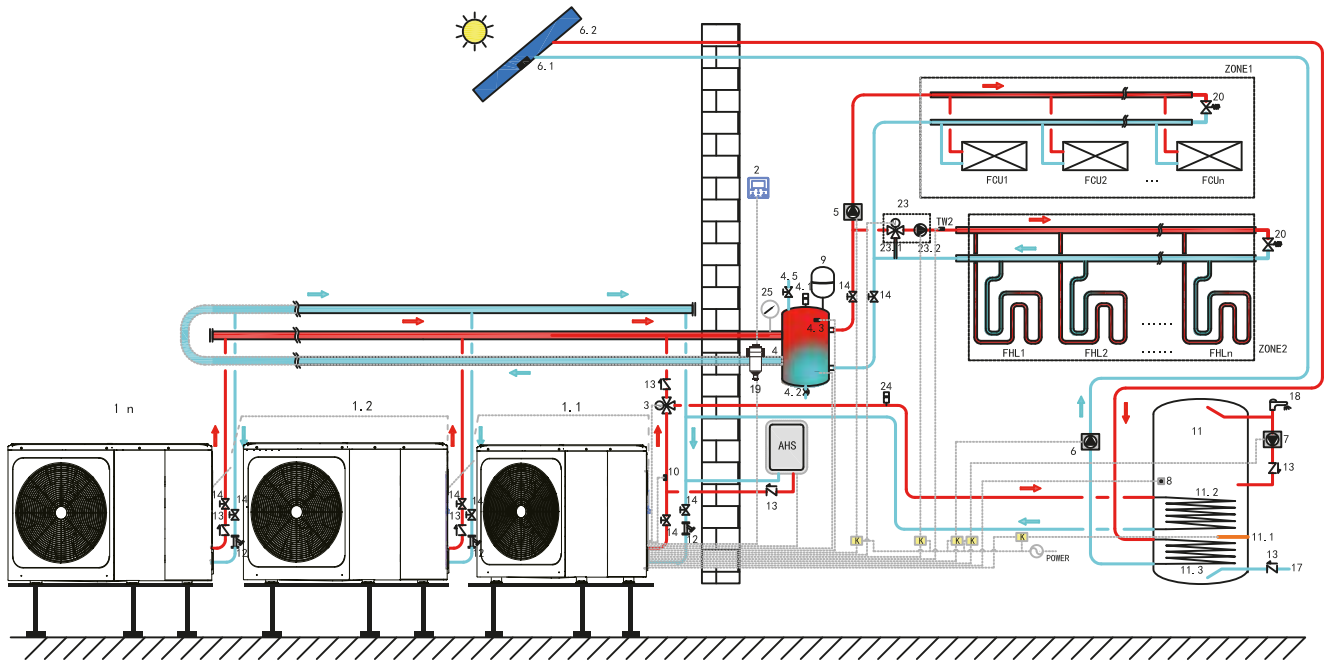 6.2
6.1
ZONE1
20
FCU1
FCU2
...
FCUn
2
5
23
TW2
23.1
23.2
20
9
4.5
4.1
25
14
14
4.3
4
FHL1
FHL2
......
......
FHLn
ZONE2
19
4.2
13
3
24
18
1 n
1.2
1.1
AHS
11
6
7
13
10
8
11.2
14
14
14
13
13
13
14
12
12
12
K
K
K
K
K
POWER
11.1
11.3
13
17